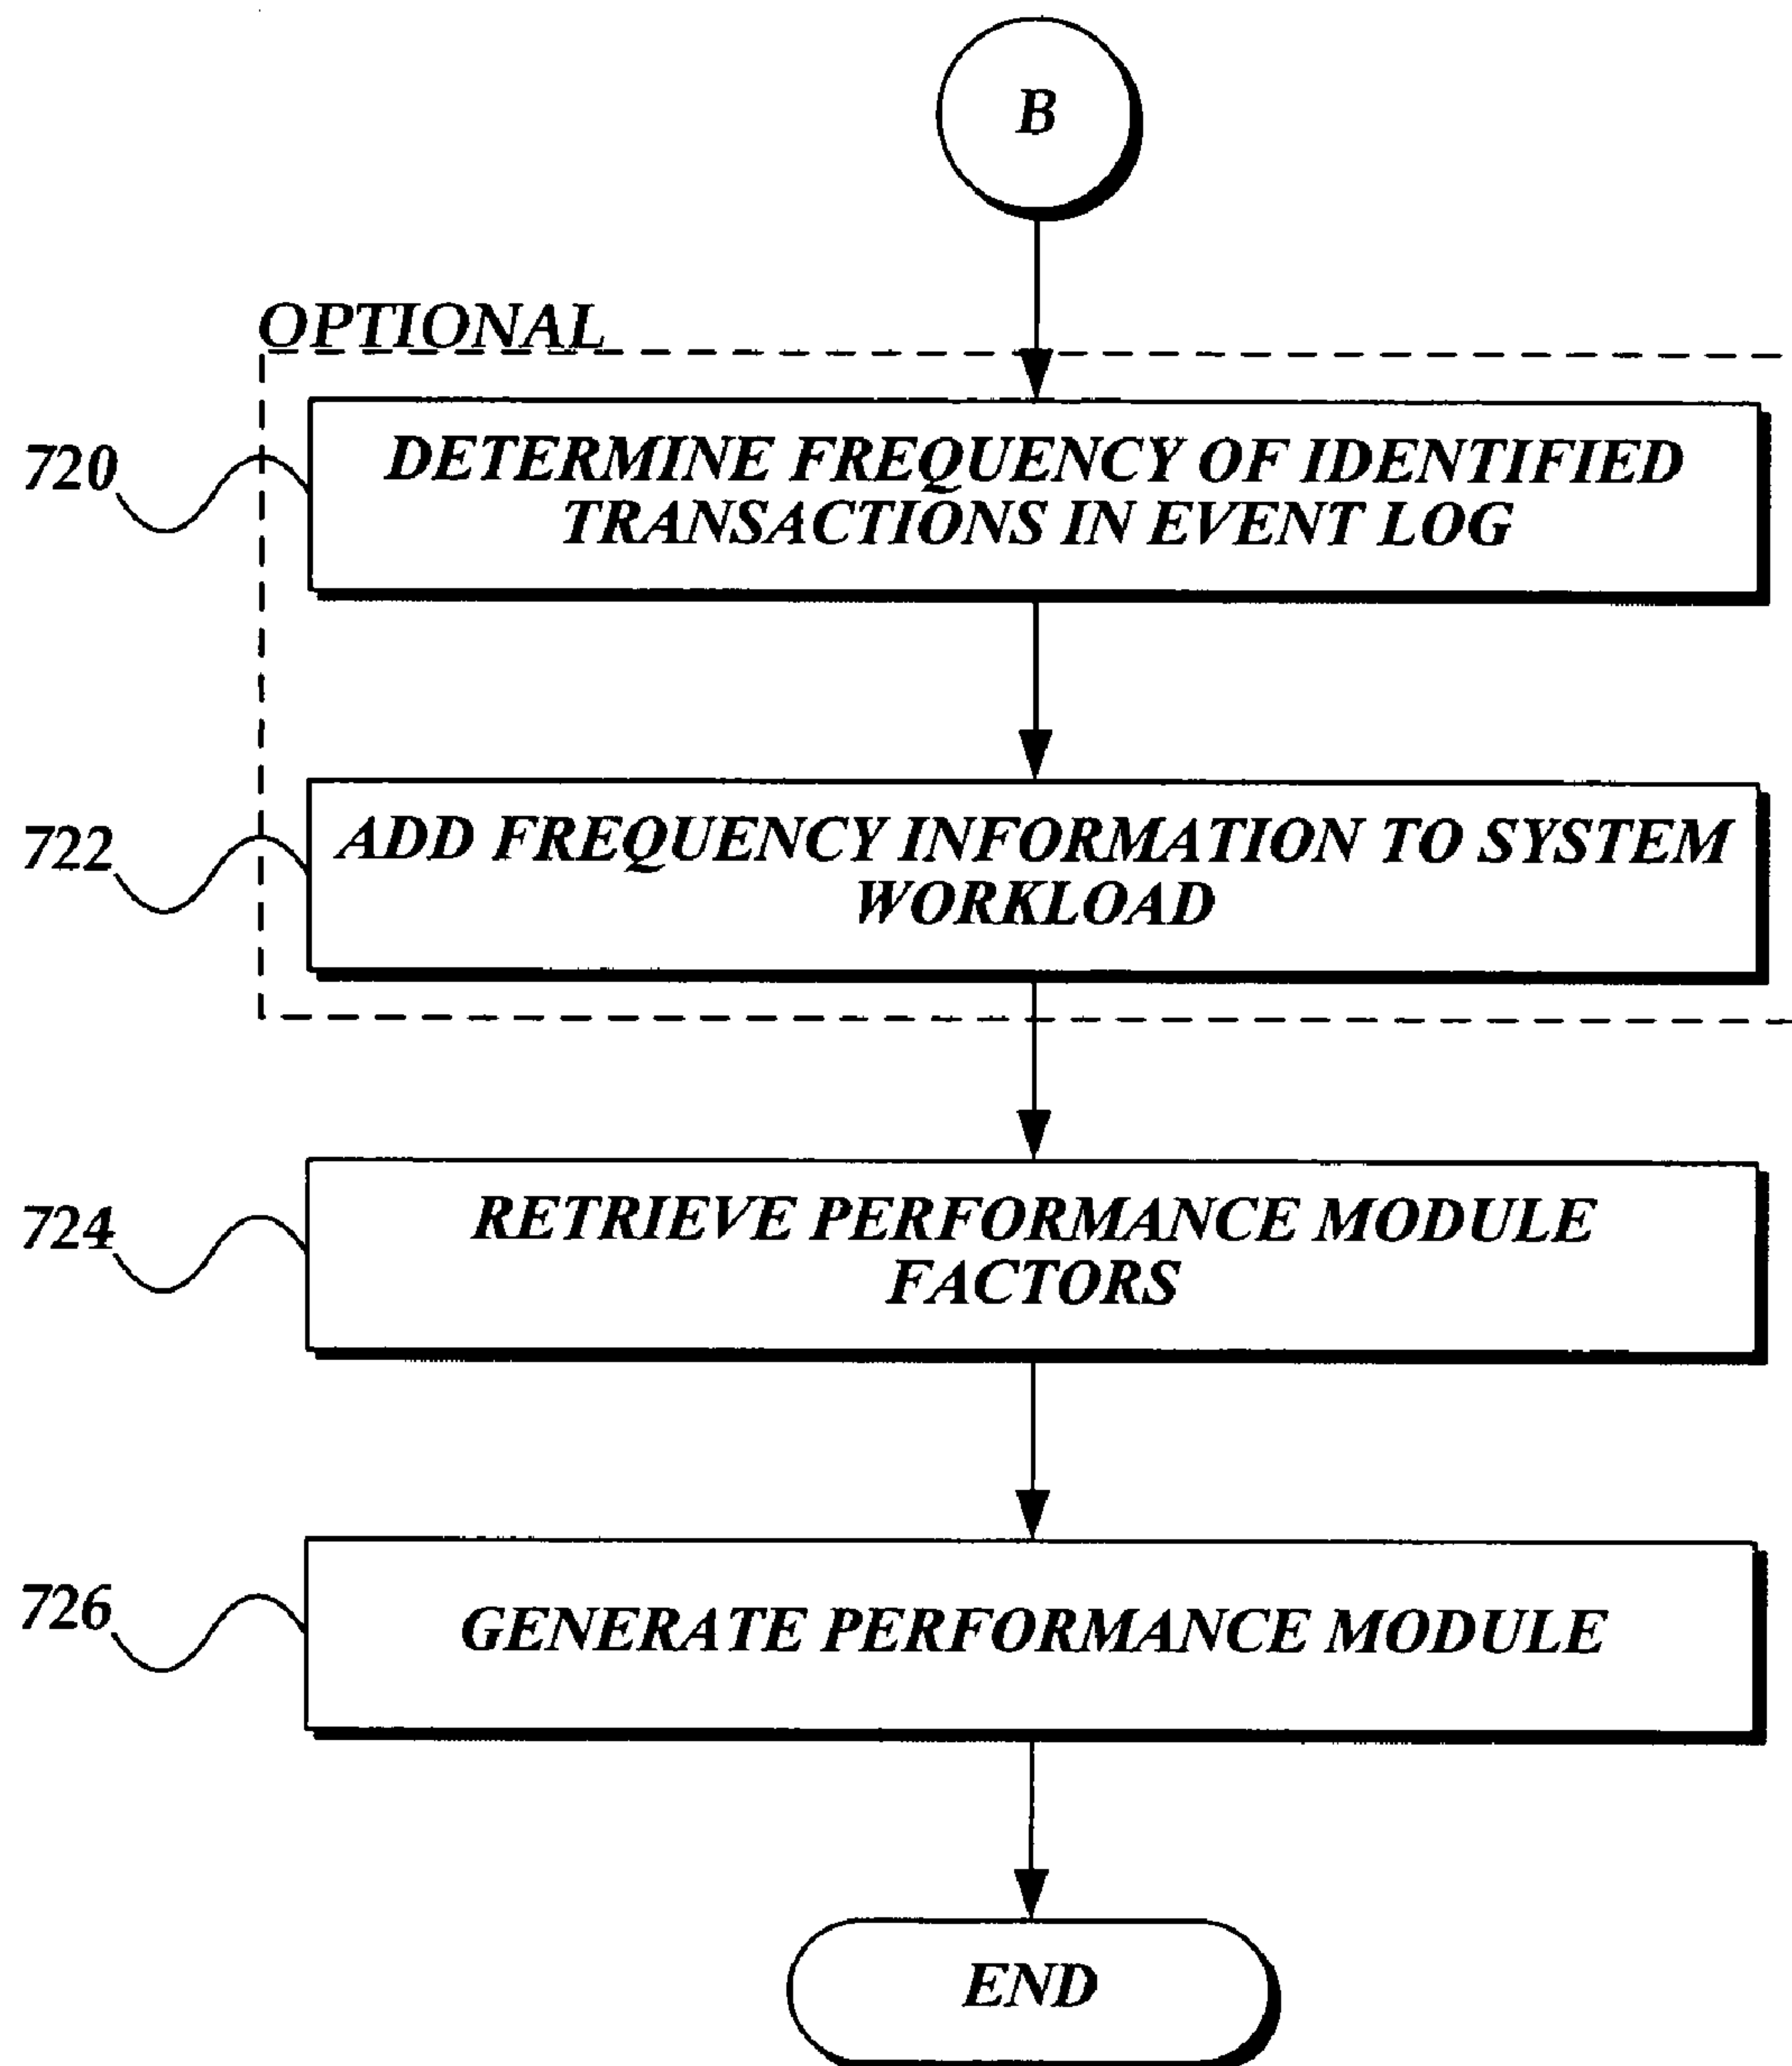 B
OPTIONAL
720
DETERMINE FREQUENCY OF IDENTIFIED
TRANSACTIONS IN EVENT LOG
722
ADD FREQUENCY INFORMATION TO SYSTEM
WORKLOAD
724
RETRIEVE PERFORMANCE MODULE
FACTORS
726
GENERATE PERFORMANCE MODULE
END